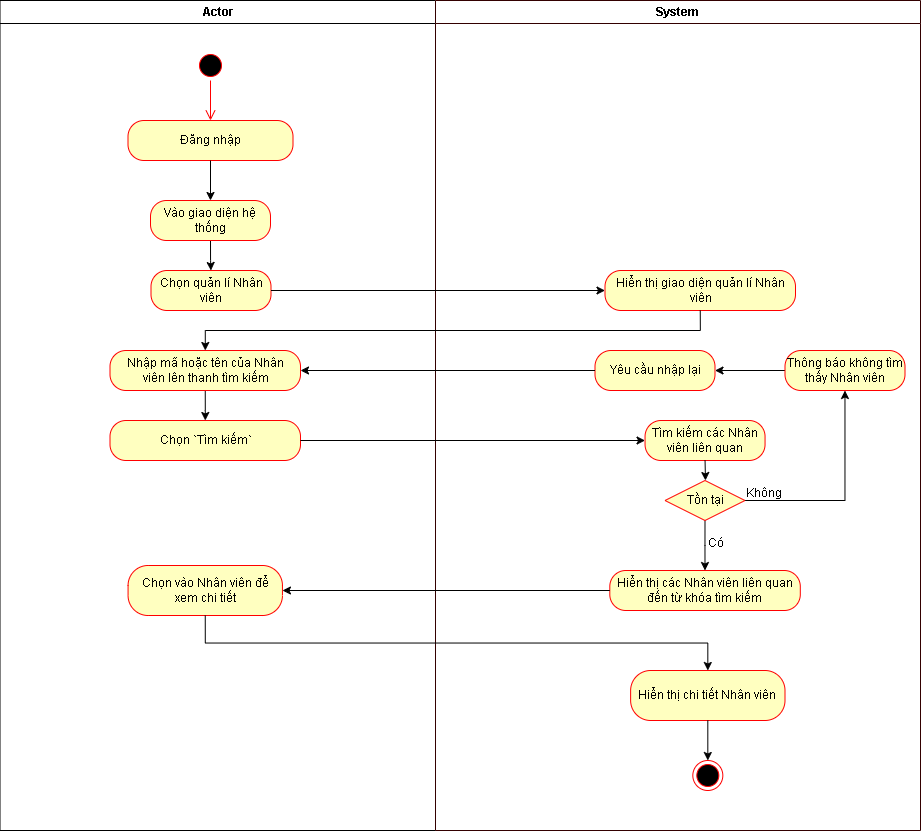 Actor
System
Đăng nhập
Vào giao diện hệ
thống
Chọn quản lí Nhân
viên
Hiển thị giao diện quản lí Nhân
viên
Nhập mã hoặc tên của Nhân
viên lên thanh tìm kiếm
Yêu cầu nhập lại
Thông báo không tìm
thấy Nhân viên
Chọn `Tìm kiếm`
Tìm kiếm các Nhân
viên liên quan
Tồn tại
Không
Có
Chọn vào Nhân viên để
xem chi tiết
Hiển thị các Nhân viên liên quan
đến từ khóa tìm kiếm
Hiển thị chi tiết Nhân viên